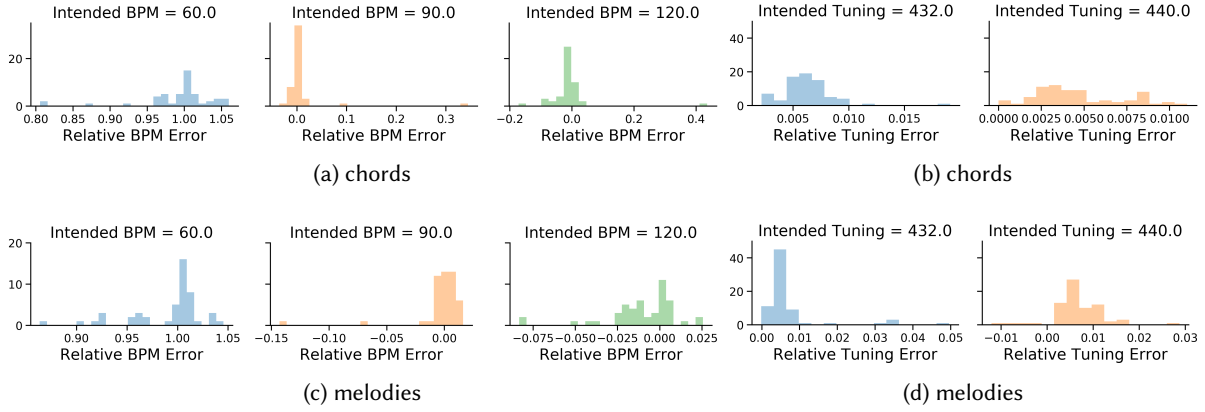 Intended BPM = 60.0
Intended BPM = 90.0
Intended BPM = 120.0
Intended Tuning = 432.0
Intended Tuning = 440.0
20
0
0.80 0.85 0.90 0.95 1.00 1.05
0.0 0.1 0.2 0.3
−0.2 0.0 0.2 0.4
40
20
0
0.005 0.010 0.015
0.0000 0.0025 0.0050 0.0075 0.0100
Relative BPM Error
Relative BPM Error
Relative BPM Error
Relative Tuning Error
Relative Tuning Error
(a) chords
(b) chords
Intended BPM = 60.0
Intended BPM = 90.0
Intended BPM = 120.0
Intended Tuning = 432.0
Intended Tuning = 440.0
20
10
0
0.90 0.95 1.00 1.05
−0.15 −0.10 −0.05 0.00
−0.075 −0.050 −0.025 0.000 0.025
40
20
0
0.00 0.01 0.02 0.03 0.04 0.05
−0.01 0.00 0.01 0.02 0.03
Relative BPM Error
Relative BPM Error
Relative BPM Error
Relative Tuning Error
Relative Tuning Error
(c) melodies
(d) melodies